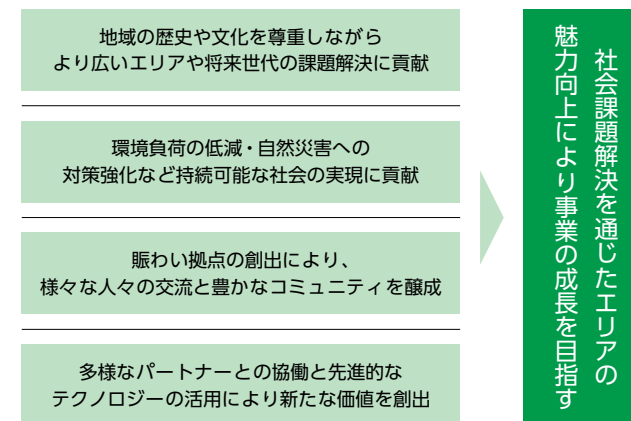 地域の歴史や文化を尊重しながら
より広いエリアや将来世代の課題解決に貢献
環境負荷の低減・自然災害への
対策強化など持続可能な社会の実現に貢献
賑わい拠点の創出により、
様々な人々の交流と豊かなコミュニティを醸成
多様なパートナーとの協働と先進的な
テクノロジーの活用により新たな価値を創出
社会課題解決を通じたエリアの
魅力向上により事業の成長を目指す